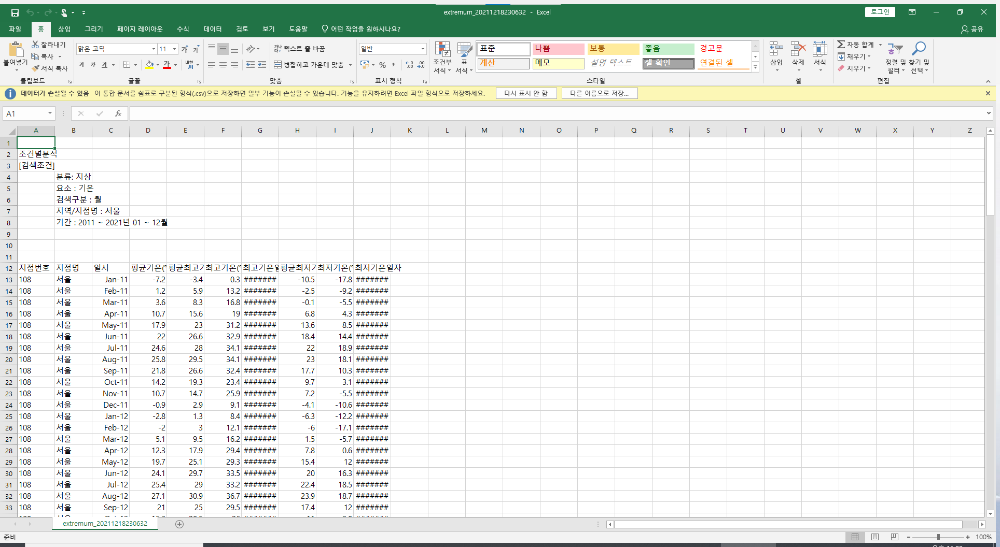 extremum_20211218230632 - Excel
로그인
파일 홈 삽입 그리기 페이지 레이아웃 수식 데이터 검토 보기 도움말 어떤 작업을 원하시나요? 공유
붙여넣기
잘라내기
복사
서식 복사
클립보드
맑은 고딕 11 가 가
가 가 가 가 내천
글꼴
텍스트 줄 바꿈
병합하고 가운데 맞춤
맞춤
일반
% ,
표시 형식
조건부 서식
표 서식
표준 나쁨 보통 좋음 경고문
계산 메모 설명 텍스트 셀 확인 연결된 셀
스타일
삽입 삭제 서식
셀
자동 합계
채우기
지우기
정렬 및 필터
찾기 및 선택
편집
데이터가 손실될 수 있음 이 통합 문서를 쉼표로 구분된 형식(.csv)으로 저장하면 일부 기능이 손실될 수 있습니다. 기능을 유지하려면 Excel 파일 형식으로 저장하세요. 다시 표시 안 함 다른 이름으로 저장...
A1 fx
A B C D E F G H I J K L M N O P Q R S T U V W X Y Z
1
2 조건별분석
3 [검색조건]
4 분류: 지상
5 요소 : 기온
6 검색구분 : 월
7 지역/지점명 : 서울
8 기간 : 2011 ~ 2021년 01 ~ 12월
9
10
11
12 지점번호 지점명 일시 평균기온(° 평균최고기 최고기온(° 최고기온일 평균최저기 최저기온(° 최저기온일자
13 108 서울 Jan-11 -7.2 -3.4 0.3 ####### -10.5 -17.8 #######
14 108 서울 Feb-11 1.2 5.9 13.2 ####### -2.5 -9.2 #######
15 108 서울 Mar-11 3.6 8.3 16.8 ####### -0.1 -5.5 #######
16 108 서울 Apr-11 10.7 15.6 19 ####### 6.8 4.3 #######
17 108 서울 May-11 17.9 23 31.2 ####### 13.6 8.5 #######
18 108 서울 Jun-11 22 26.6 32.9 ####### 18.4 14.4 #######
19 108 서울 Jul-11 24.6 28 34.1 ####### 22 18.9 #######
20 108 서울 Aug-11 25.8 29.5 34.1 ####### 23 18.1 #######
21 108 서울 Sep-11 21.8 26.6 32.4 ####### 17.7 10.3 #######
22 108 서울 Oct-11 14.2 19.3 23.4 ####### 9.7 3.1 #######
23 108 서울 Nov-11 10.7 14.7 25.9 ####### 7.2 -5.5 #######
24 108 서울 Dec-11 -0.9 2.9 9.1 ####### -4.1 -10.6 #######
25 108 서울 Jan-12 -2.8 1.3 8.4 ####### -6.3 -12.2 #######
26 108 서울 Feb-12 -2 3 12.1 ####### -6 -17.1 #######
27 108 서울 Mar-12 5.1 9.5 16.2 ####### 1.5 -5.7 #######
28 108 서울 Apr-12 12.3 17.9 29.4 ####### 7.8 0.6 #######
29 108 서울 May-12 19.7 25.1 29.3 ####### 15.4 12 #######
30 108 서울 Jun-12 24.1 29.7 33.5 ####### 20 16.3 #######
31 108 서울 Jul-12 25.4 29 33.2 ####### 22.4 18.5 #######
32 108 서울 Aug-12 27.1 30.9 36.7 ####### 23.9 18.7 #######
33 108 서울 Sep-12 21 25 29.5 ####### 17.4 12 #######
extremum_20211218230632
준비 100%